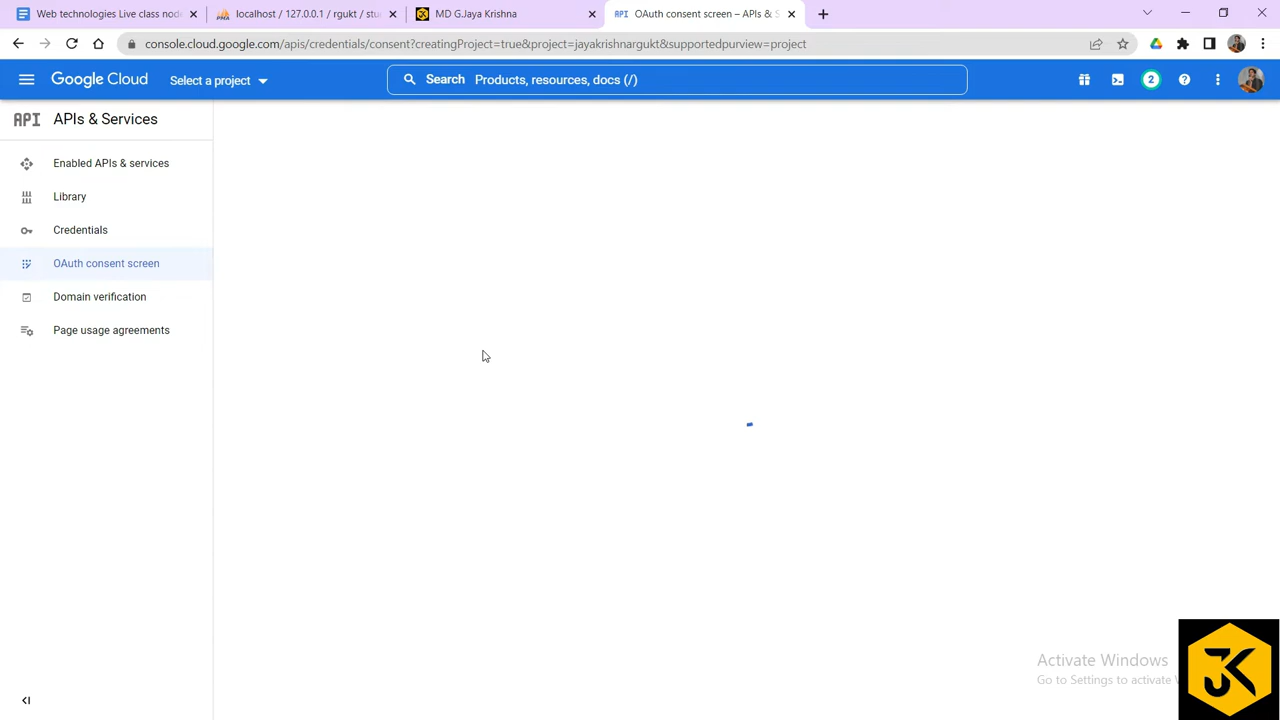 Web technologies Live class node
localhost / 127.0.0.1 / rgukt / stu
MD G.Jaya Krishna
OAuth consent screen – APIs & S
console.cloud.google.com/apis/credentials/consent?creatingProject=true&project=jayakrishnargukt&supportedpurview=project
Google Cloud
Select a project
Search Products, resources, docs (/)
2
API APIs & Services
Enabled APIs & services
Library
Credentials
OAuth consent screen
Domain verification
Page usage agreements
Activate Windows
Go to Settings to activate
JK